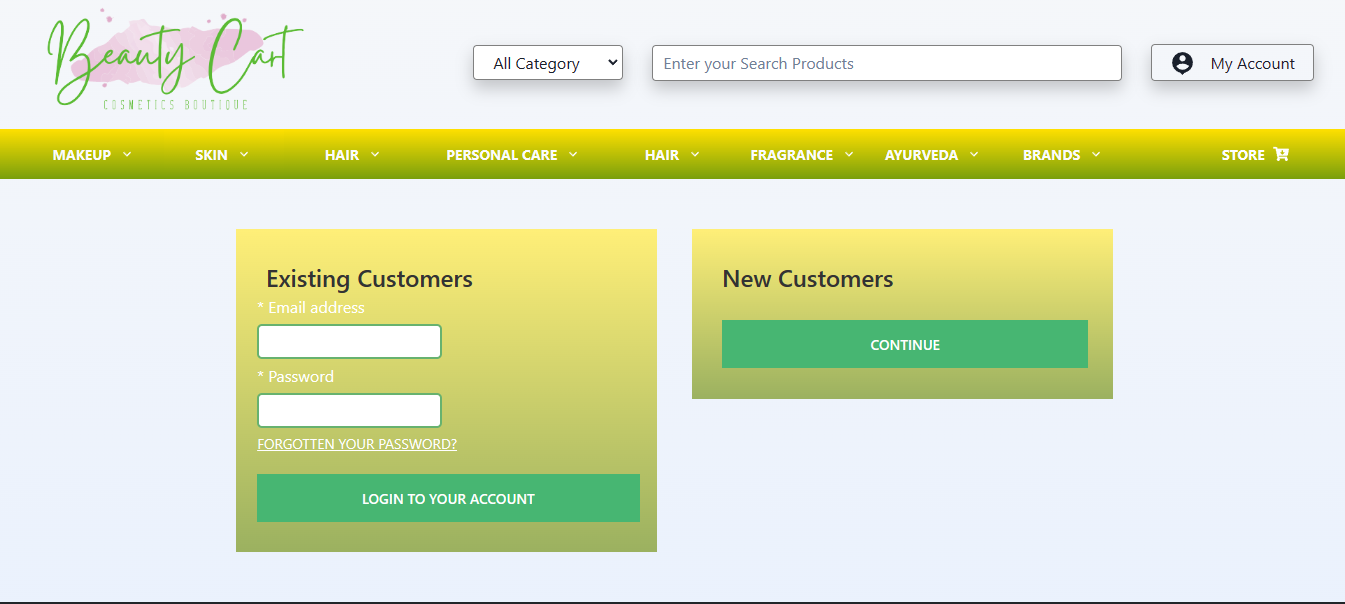 Beauty Cart
COSMETICS BOUTIQUE
All Category
Enter your Search Products
My Account
MAKEUP
SKIN
HAIR
PERSONAL CARE
HAIR
FRAGRANCE
AYURVEDA
BRANDS
STORE
Existing Customers
* Email address
* Password
FORGOTTEN YOUR PASSWORD?
LOGIN TO YOUR ACCOUNT
New Customers
CONTINUE